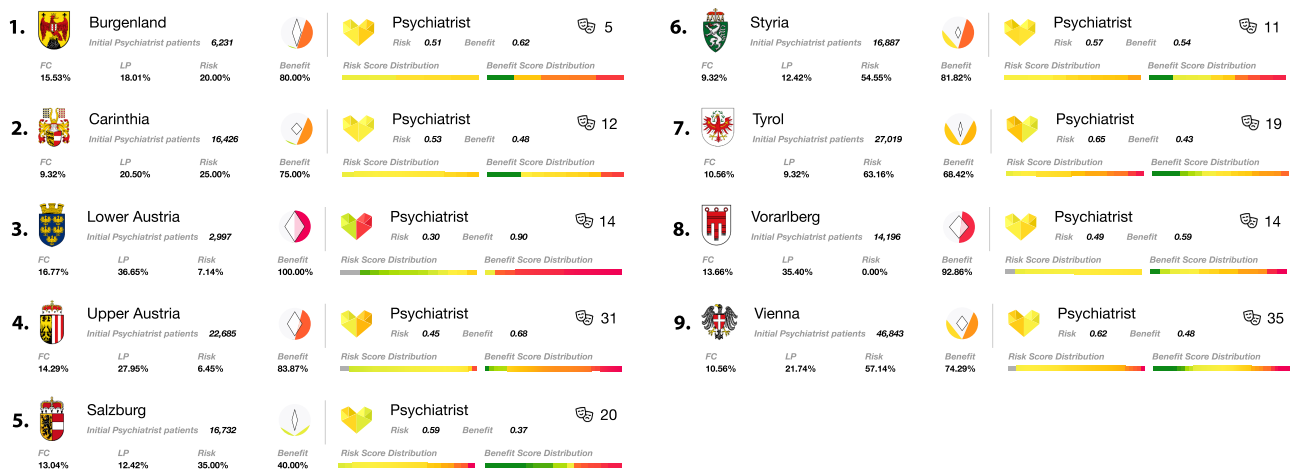 1.
Burgenland
Initial Psychiatrist patients 6,231
Psychiatrist
5
Risk 0.51 Benefit 0.62
FC LP Risk Benefit
15.53% 18.01% 20.00% 80.00%
Risk Score Distribution Benefit Score Distribution
2.
Carinthia
Initial Psychiatrist patients 16,426
Psychiatrist
12
Risk 0.53 Benefit 0.48
FC LP Risk Benefit
9.32% 20.50% 25.00% 75.00%
Risk Score Distribution Benefit Score Distribution
3.
Lower Austria
Initial Psychiatrist patients 2,997
Psychiatrist
14
Risk 0.30 Benefit 0.90
FC LP Risk Benefit
16.77% 36.65% 7.14% 100.00%
Risk Score Distribution Benefit Score Distribution
4.
Upper Austria
Initial Psychiatrist patients 22,685
Psychiatrist
31
Risk 0.45 Benefit 0.68
FC LP Risk Benefit
14.29% 27.95% 6.45% 83.87%
Risk Score Distribution Benefit Score Distribution
5.
Salzburg
Initial Psychiatrist patients 16,732
Psychiatrist
20
Risk 0.59 Benefit 0.37
FC LP Risk Benefit
13.04% 12.42% 35.00% 40.00%
Risk Score Distribution Benefit Score Distribution
6.
Styria
Initial Psychiatrist patients 16,887
Psychiatrist
11
Risk 0.57 Benefit 0.54
FC LP Risk Benefit
9.32% 12.42% 54.55% 81.82%
Risk Score Distribution Benefit Score Distribution
7.
Tyrol
Initial Psychiatrist patients 27,019
Psychiatrist
19
Risk 0.65 Benefit 0.43
FC LP Risk Benefit
10.56% 9.32% 63.16% 68.42%
Risk Score Distribution Benefit Score Distribution
8.
Vorarlberg
Initial Psychiatrist patients 14,196
Psychiatrist
14
Risk 0.49 Benefit 0.59
FC LP Risk Benefit
13.66% 35.40% 0.00% 92.86%
Risk Score Distribution Benefit Score Distribution
9.
Vienna
Initial Psychiatrist patients 46,843
Psychiatrist
35
Risk 0.62 Benefit 0.48
FC LP Risk Benefit
10.56% 21.74% 57.14% 74.29%
Risk Score Distribution Benefit Score Distribution